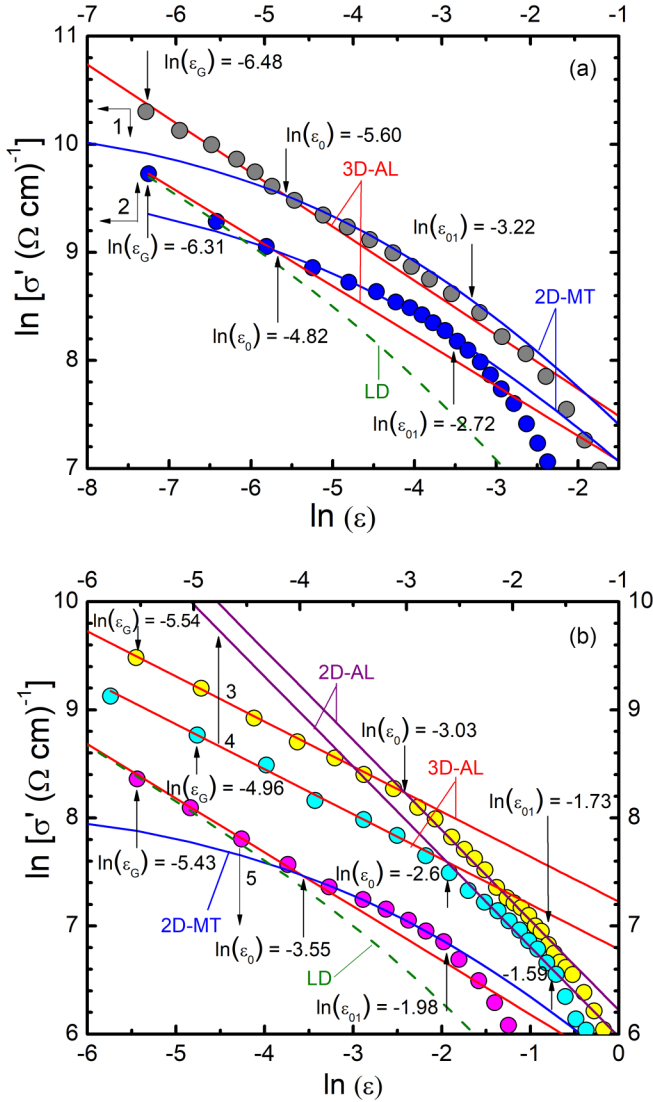 -7 -6 -5 -4 -3 -2 -1
11
(a)
ln(εG) = -6.48
1
10
ln(ε0) = -5.60
3D-AL
2
ln(ε01) = -3.22
9
ln(εG) = -6.31
2D-MT
ln(ε0) = -4.82
8
LD
ln(ε01) = -2.72
7
ln [σ' (Ω cm)-1]
-8 -7 -6 -5 -4 -3 -2
ln (ε)
-6 -5 -4 -3 -2 -1
10 10
ln(εG) = -5.54
(b)
2D-AL
3
9 9
4
ln(ε0) = -3.03
3D-AL
ln(εG) = -4.96
ln(ε01) = -1.73
8 8
ln(εG) = -5.43
ln(ε0) = -2.6
5
2D-MT
7 7
ln(ε0) = -3.55
-1.59
LD
ln(ε01) = -1.98
6 6
ln [σ' (Ω cm)-1]
-6 -5 -4 -3 -2 -1 0
ln (ε)